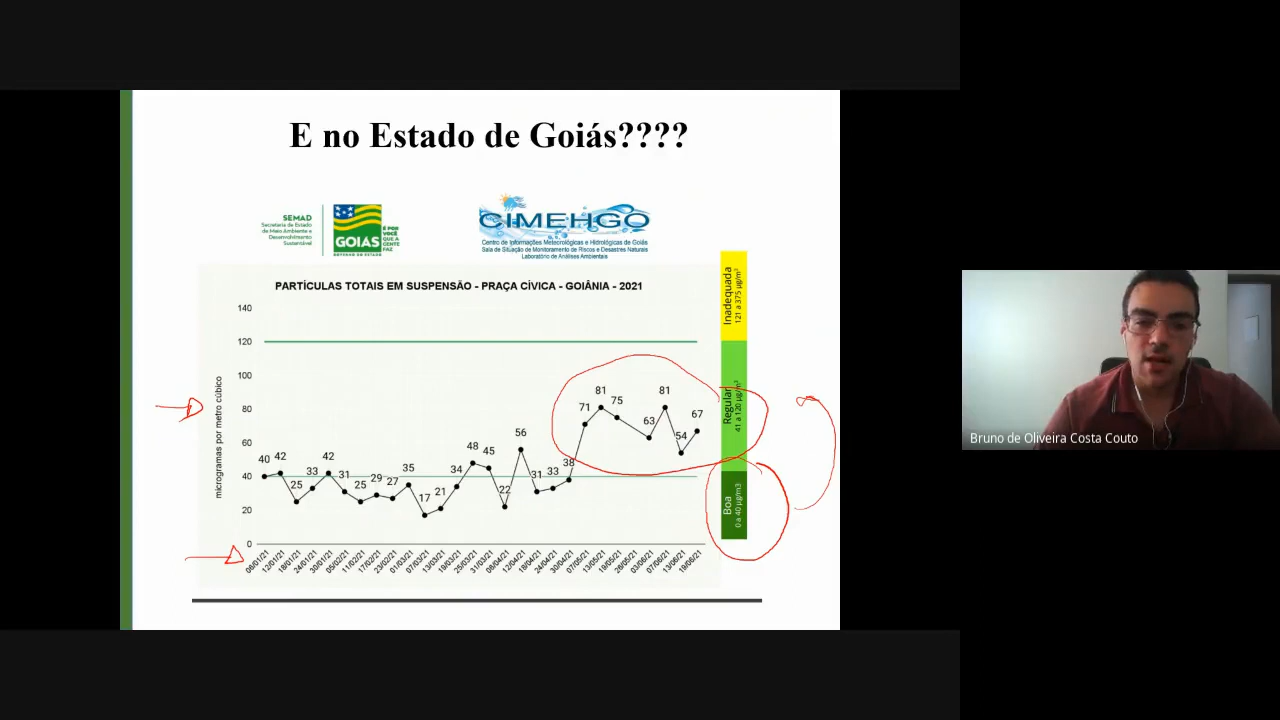 E no Estado de Goiás????
SEMAD
Secretaria de Estado
de Meio Ambiente e
Desenvolvimento
Sustentável
GOIÁS
É POR
VOCÊ
QUE A
GENTE
FAZ
CIMEHGO
Centro de Informações Meteorológicas e Hidrológicas de Goiás
Sala de Situação de Monitoramento de Riscos e Desastres Naturais
Laboratório de Análises Ambientais
PARTÍCULAS TOTAIS EM SUSPENSÃO - PRAÇA CÍVICA - GOIÂNIA - 2021
microgramas por metro cúbico
140
120
100
80
60
40
20
0
40
42
25
33
42
31
25
29
27
35
17
21
34
48
45
22
56
31
33
38
71
81
75
63
81
54
67
06/01/21
12/01/21
18/01/21
24/01/21
30/01/21
05/02/21
11/02/21
17/02/21
23/02/21
01/03/21
07/03/21
13/03/21
19/03/21
25/03/21
31/03/21
06/04/21
12/04/21
18/04/21
24/04/21
30/04/21
07/05/21
13/05/21
19/05/21
26/05/21
03/06/21
07/06/21
13/06/21
19/06/21
Inadequada
121 a 375 µg/m³
Regular
41 a 120 µg/m³
Boa
0 a 40 µg/m3
Bruno de Oliveira Costa Couto